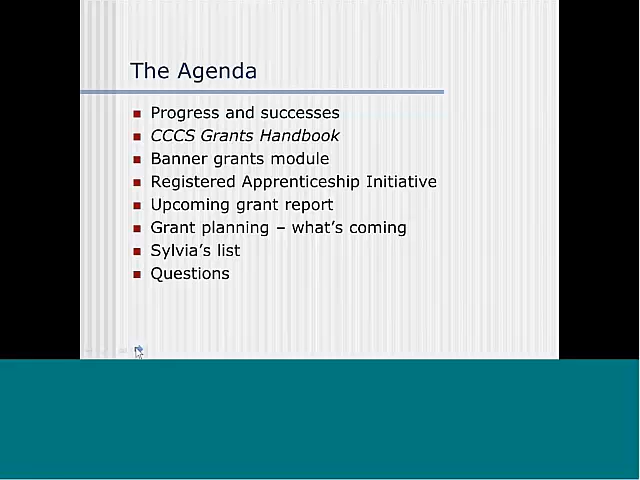 The Agenda
Progress and successes
CCCS Grants Handbook
Banner grants module
Registered Apprenticeship Initiative
Upcoming grant report
Grant planning – what's coming
Sylvia's list
Questions